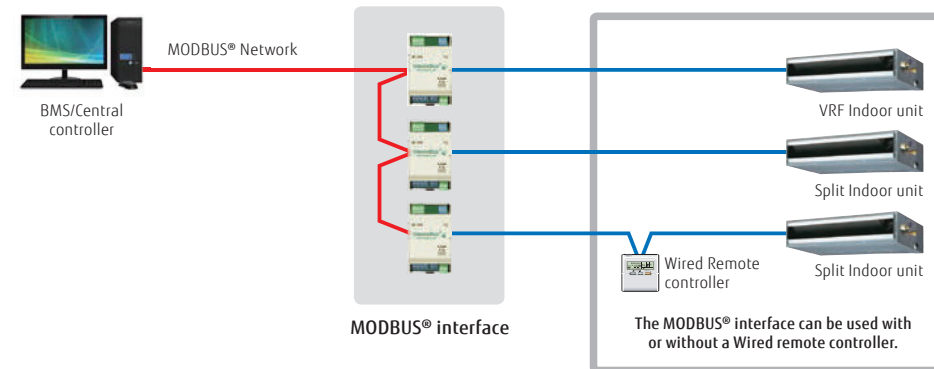 MODBUS® Network
BMS/Central
controller
VRF Indoor unit
Split Indoor unit
Wired Remote
controller
Split Indoor unit
MODBUS® interface
The MODBUS® interface can be used with
or without a Wired remote controller.